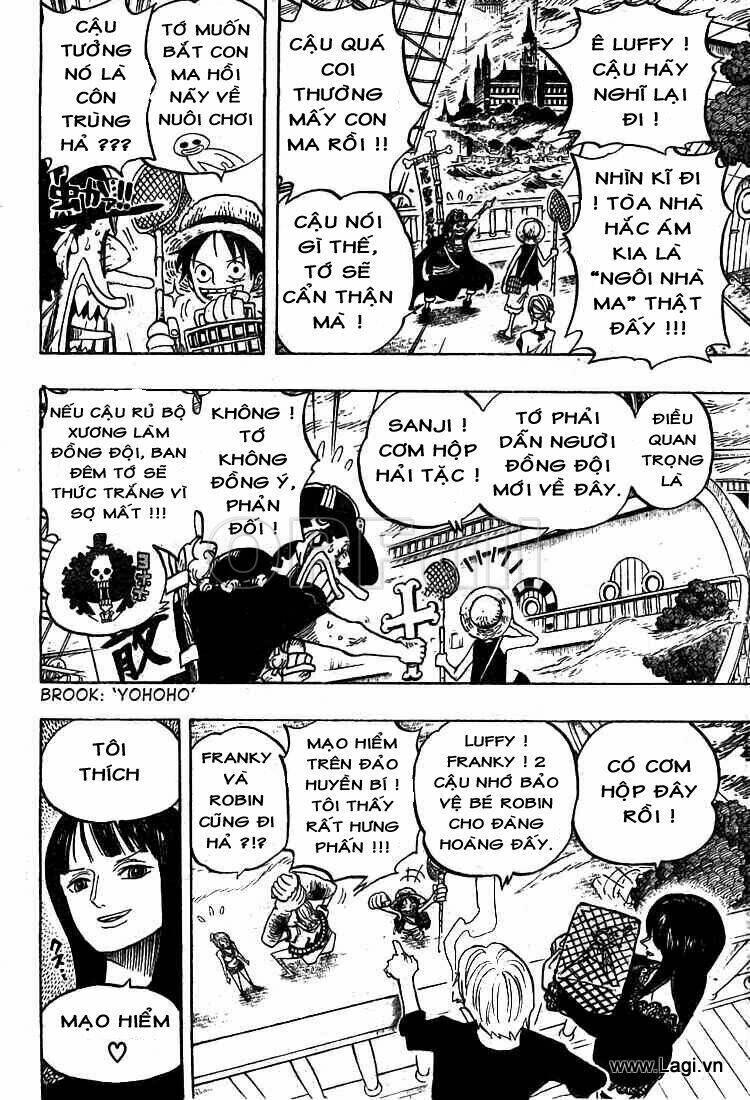 Ê LUFFY !
CẬU HÃY
NGHĨ LẠI
ĐI !
NHÌN KĨ ĐI
! TÒA NHÀ
HẮC ÁM
KIA LÀ
“NGÔI NHÀ
MA” THẬT
ĐẤY !!!
CẬU QUÁ
COI
THƯỜNG
MẤY CON
MA RỒI !!
CẬU NÓI
GÌ THẾ,
TỚ SẼ
CẨN THẬN
MÀ !
TỚ MUỐN
BẮT CON
MA HỒI
NÃY VỀ
NUÔI CHƠI
CẬU
TƯỞNG
NÓ LÀ
CÔN
TRÙNG
HẢ ???
虫かァ!!!
ĐIỀU
QUAN
TRỌNG
LÀ
TỚ PHẢI
DẪN NGƯỜI
ĐỒNG ĐỘI
MỚI VỀ ĐÂY.
SANJI !
CƠM HỘP
HẢI TẶC !
KHÔNG !
TỚ
KHÔNG
ĐỒNG Ý,
PHẢN
ĐỐI !
NẾU CẬU RỦ BỘ
XƯƠNG LÀM
ĐỒNG ĐỘI, BAN
ĐÊM TỚ SẼ
THỨC TRẮNG VÌ
SỢ MẤT !!!
BROOK: ‘YOHOHO’
CÓ CƠM
HỘP ĐÂY
RỒI !
LUFFY !
FRANKY ! 2
CẬU NHỚ BẢO
VỆ BÉ ROBIN
CHO ĐÀNG
HOÀNG ĐẤY.
MẠO HIỂM
TRÊN ĐẢO
HUYỀN BÍ !
TÔI THẤY
RẤT HƯNG
PHẤN !!!
FRANKY
VÀ
ROBIN
CŨNG ĐI
HẢ ?!?
TÔI
THÍCH
MẠO HIỂM
♡
www.Lagi.vn